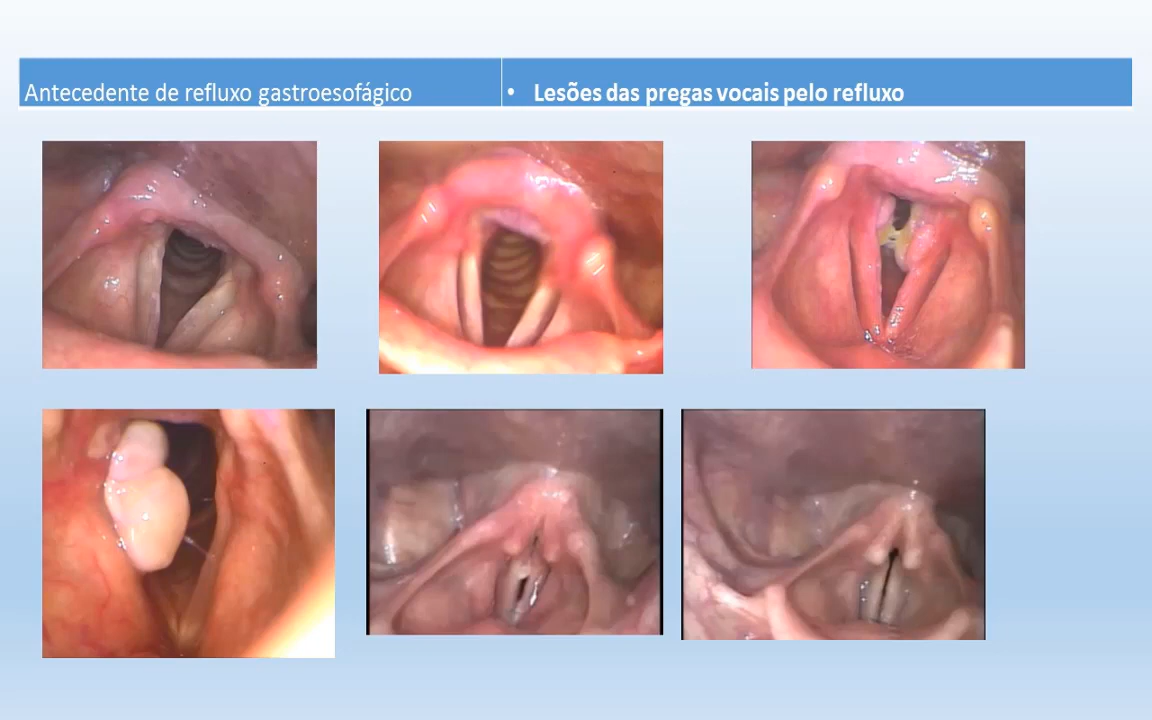 Antecedente de refluxo gastroesofágico
• Lesões das pregas vocais pelo refluxo